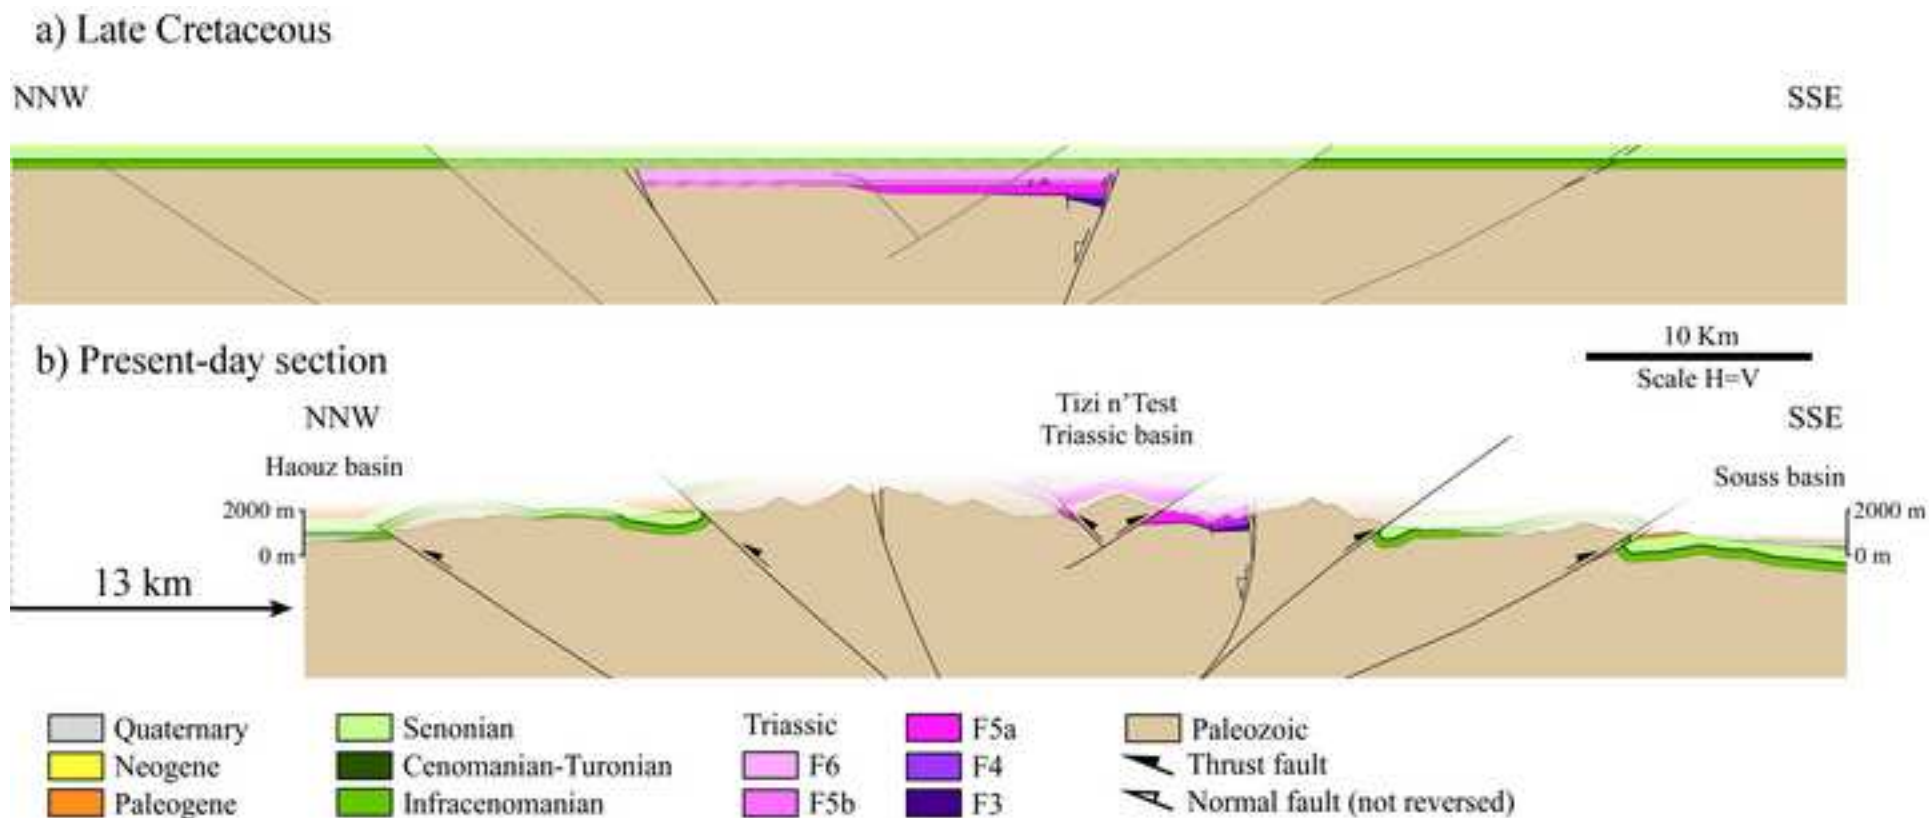 a) Late Cretaceous
NNW
SSE
10 Km
Scale H=V
b) Present-day section
NNW
Tizi n'Test
Triassic basin
SSE
Haouz basin
Souss basin
2000 m
0 m
2000 m
0 m
13 km
Quaternary
Neogene
Paleogene
Senonian
Cenomanian-Turonian
Infracenomanian
Triassic
F6
F5b
F5a
F4
F3
Paleozoic
Thrust fault
Normal fault (not reversed)